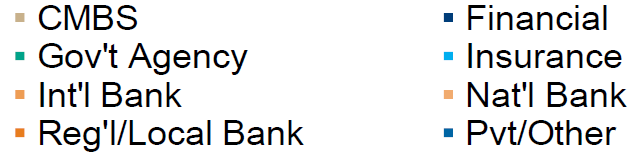 CMBS
Financial
Gov't Agency
Insurance
Int'l Bank
Nat'l Bank
Reg'l/Local Bank
Pvt/Other